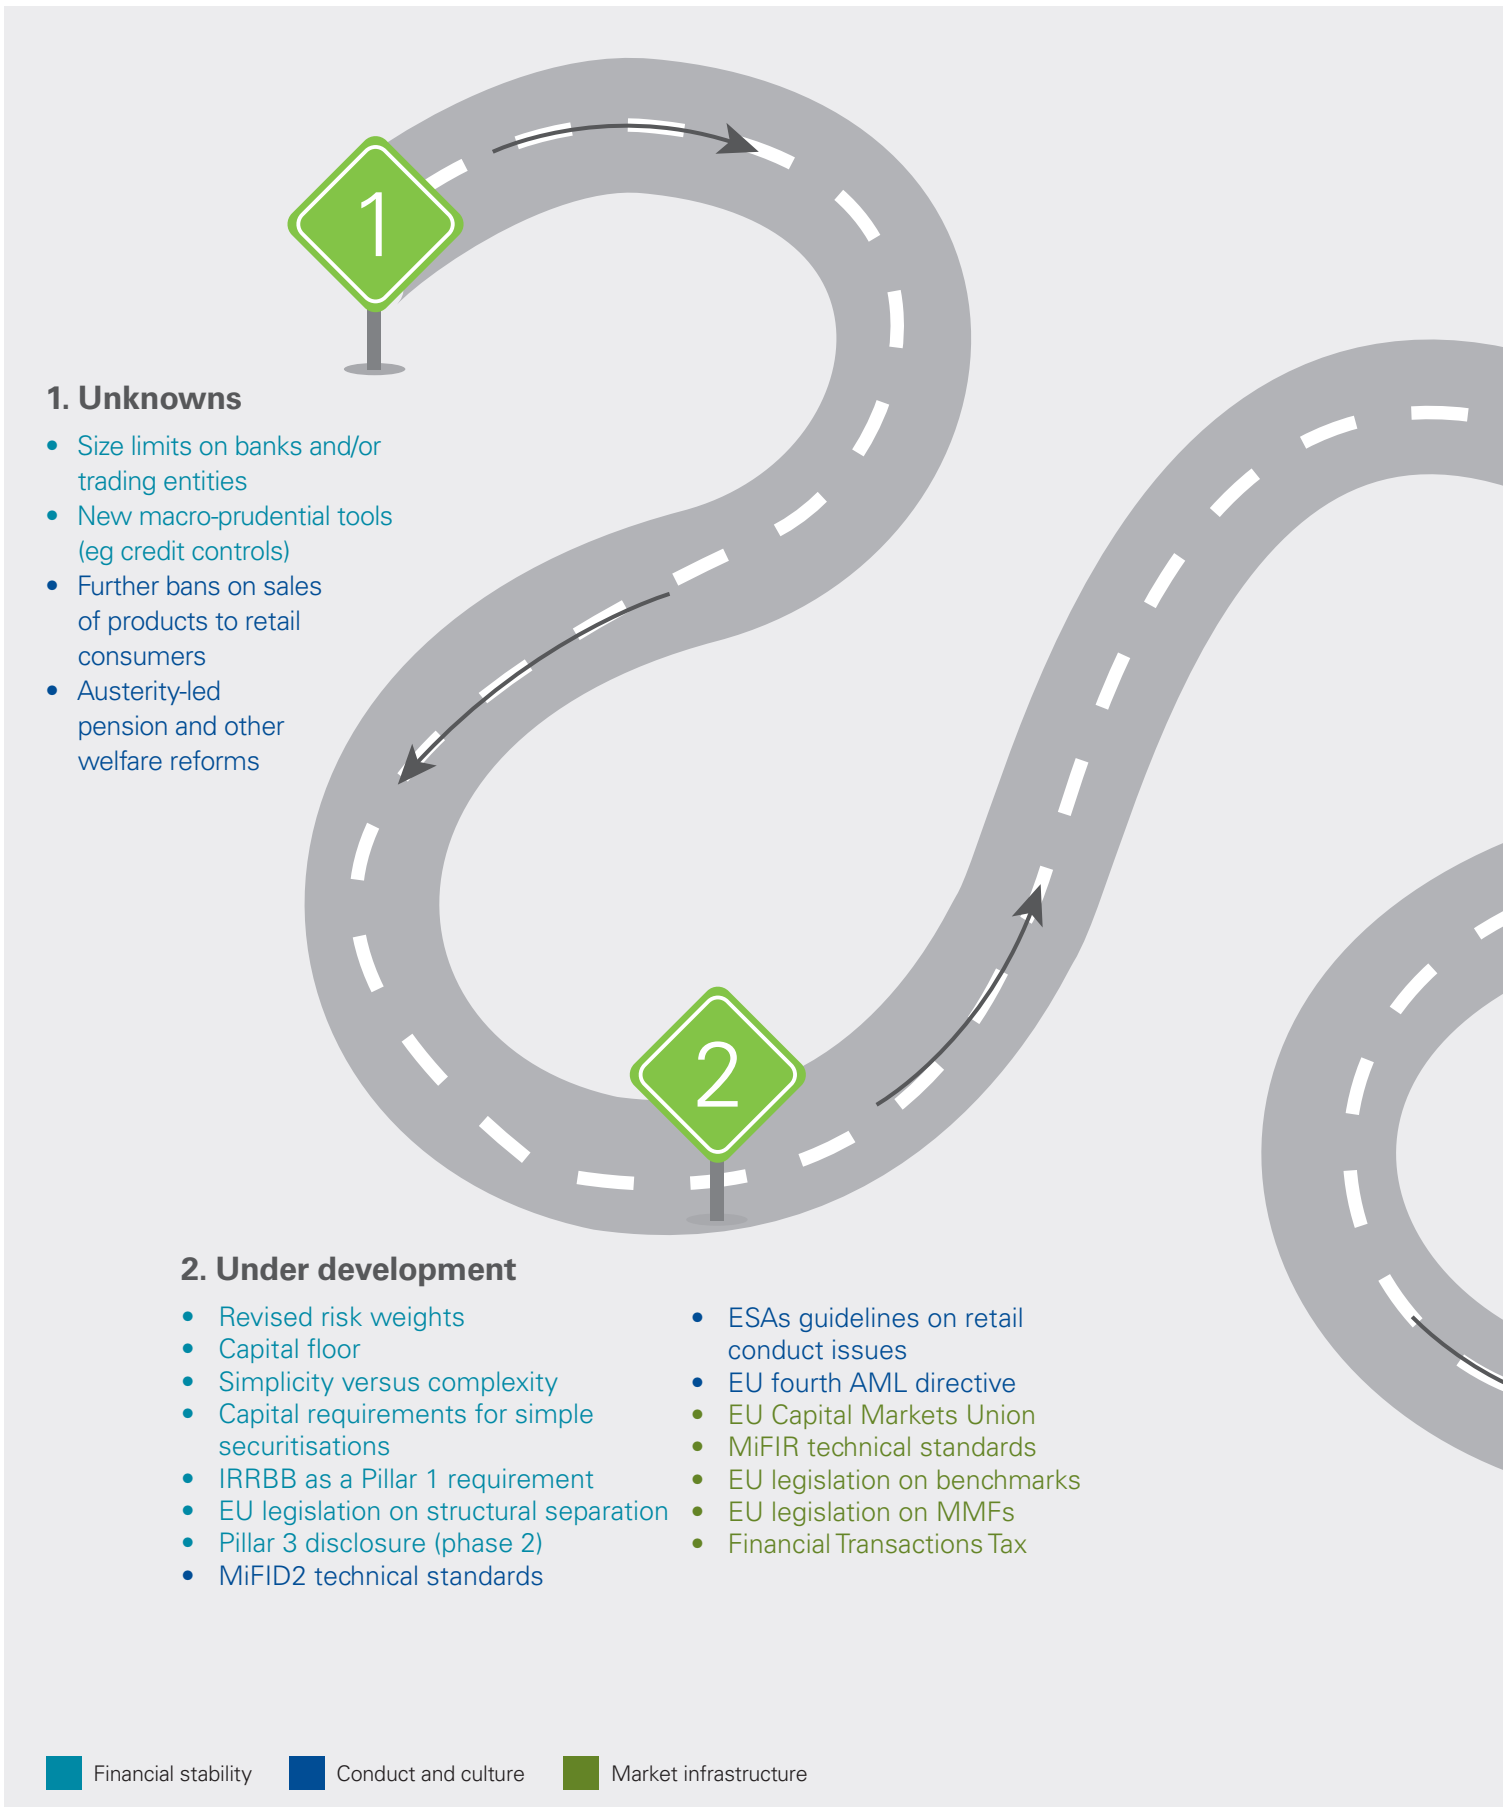 1
1. Unknowns
• Size limits on banks and/or
trading entities
• New macro-prudential tools
(eg credit controls)
• Further bans on sales
of products to retail
consumers
• Austerity-led
pension and other
welfare reforms
2
2. Under development
• Revised risk weights
• Capital floor
• Simplicity versus complexity
• Capital requirements for simple
securitisations
• IRRBB as a Pillar 1 requirement
• EU legislation on structural separation
• Pillar 3 disclosure (phase 2)
• MiFID2 technical standards
• ESAs guidelines on retail
conduct issues
• EU fourth AML directive
• EU Capital Markets Union
• MiFIR technical standards
• EU legislation on benchmarks
• EU legislation on MMFs
• Financial Transactions Tax
Financial stability
Conduct and culture
Market infrastructure